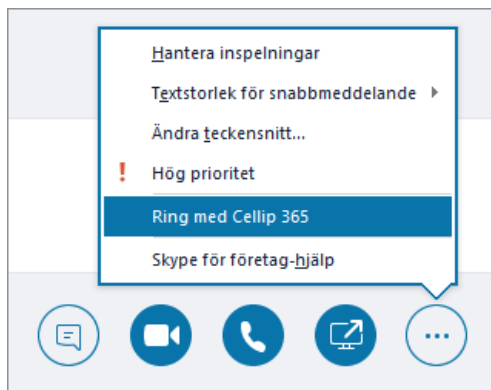 Hantera inspelningar
Textstorlek för snabbmeddelande
Ändra teckensnitt...
Hög prioritet
Ring med Cellip 365
Skype för företag-hjälp